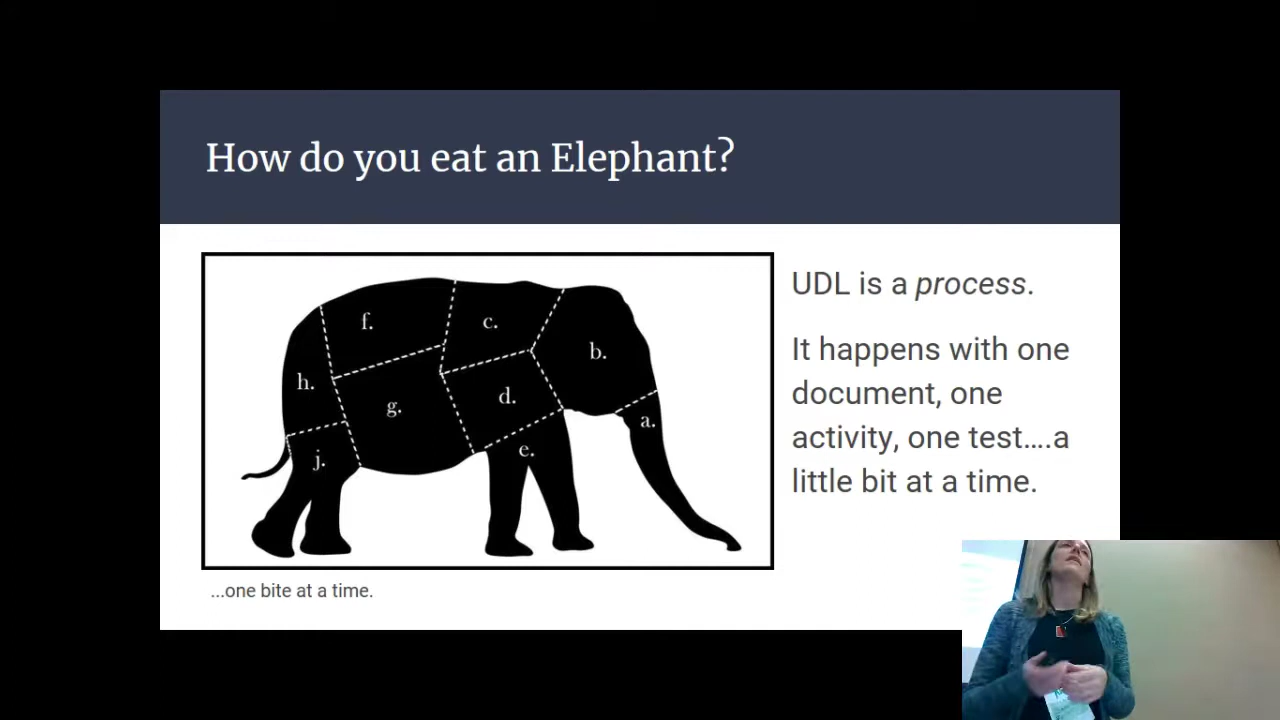 How do you eat an Elephant?
f.
c.
b.
h.
g.
d.
a.
j.
e.
UDL is a process.
It happens with one
document, one
activity, one test....a
little bit at a time.
...one bite at a time.